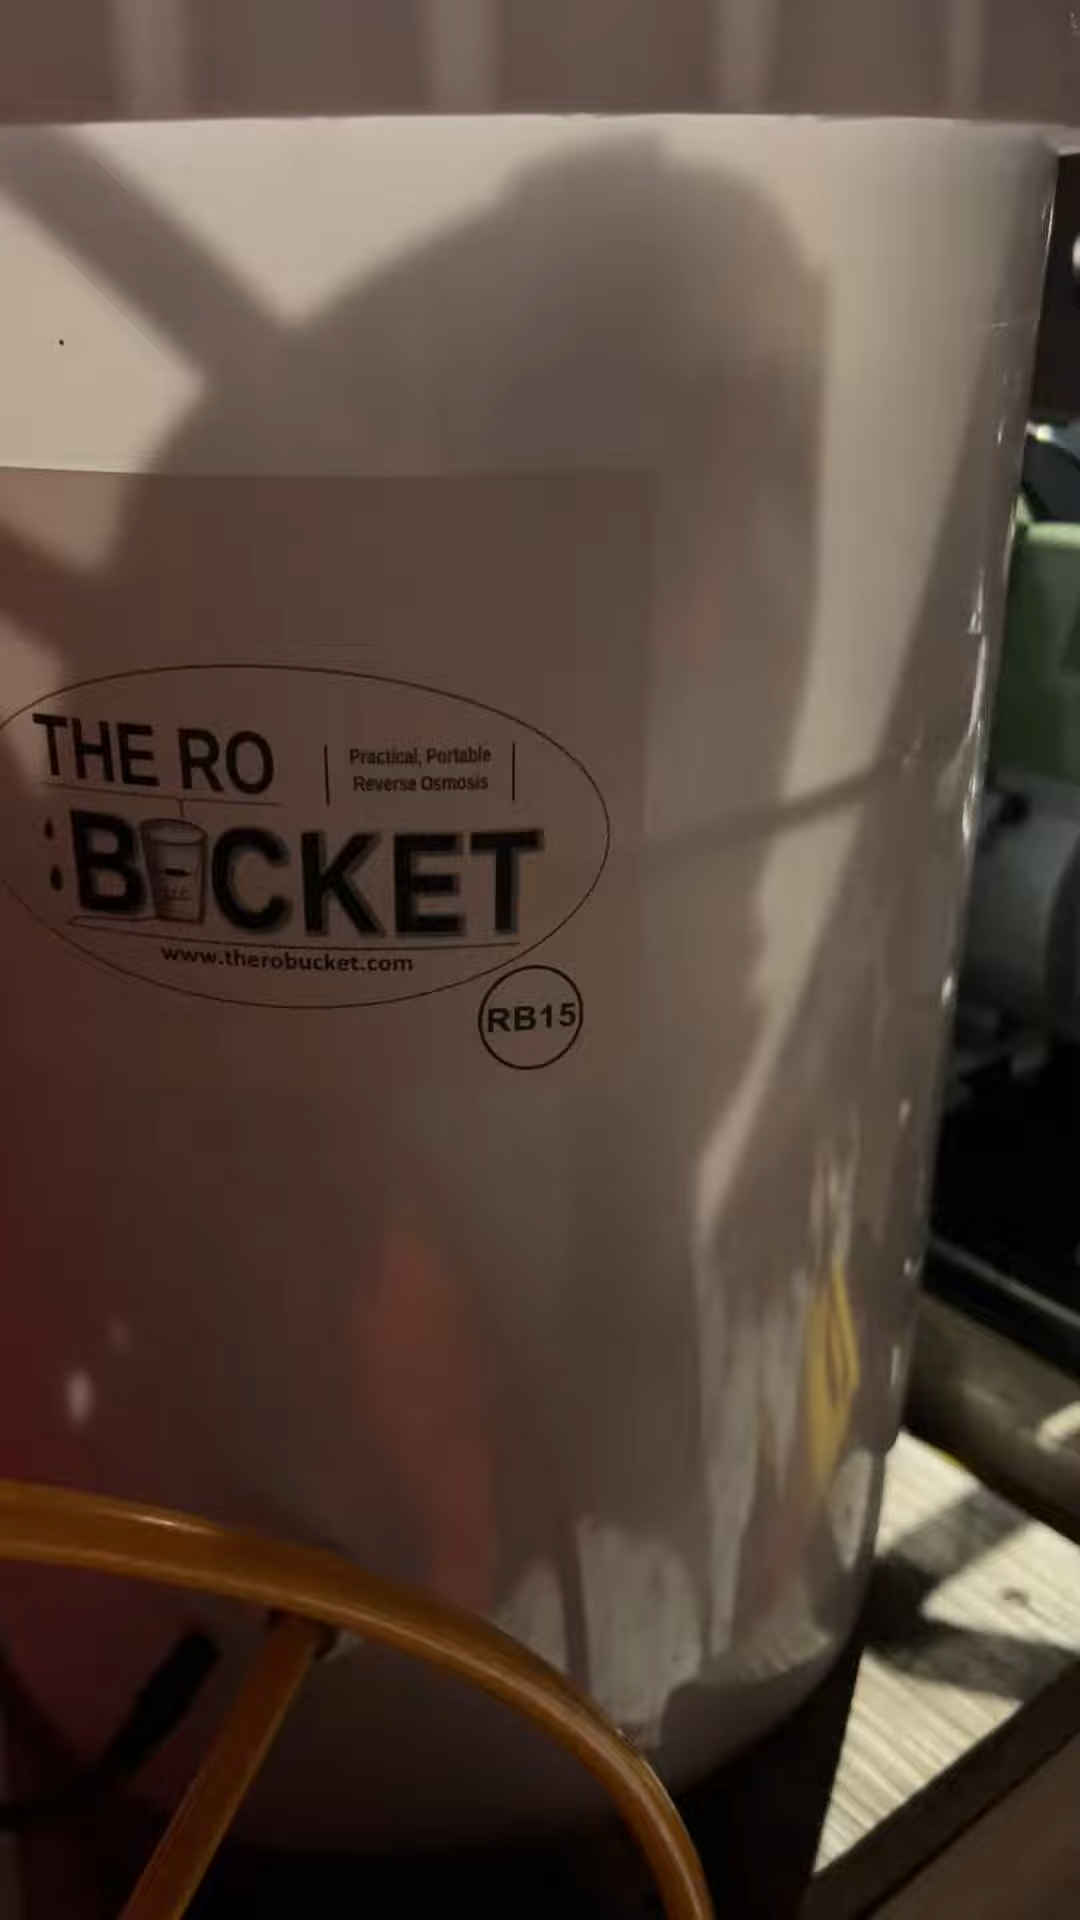 THE RO
Practical, Portable
Reverse Osmosis
BUCKET
www.therobucket.com
RB15